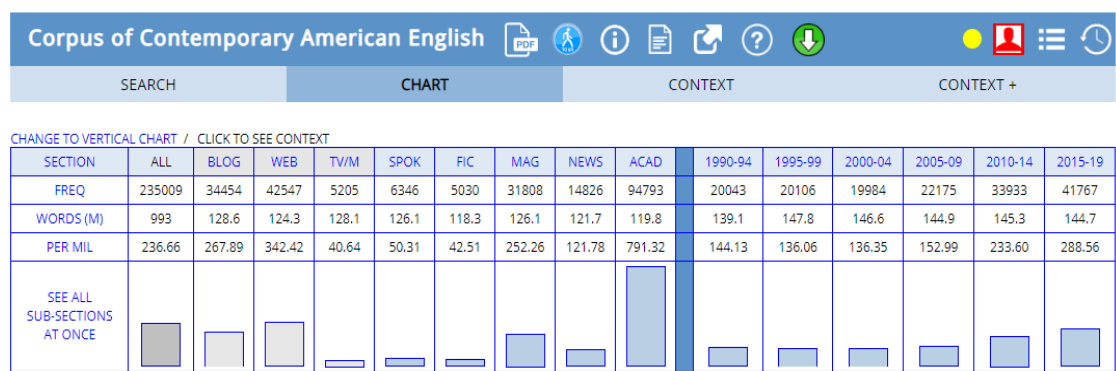 Corpus of Contemporary American English PDF
SEARCH CHART CONTEXT CONTEXT +
CHANGE TO VERTICAL CHART / CLICK TO SEE CONTEXT
SECTION ALL BLOG WEB TV/M SPOK FIC MAG NEWS ACAD 1990-94 1995-99 2000-04 2005-09 2010-14 2015-19
FREQ 235009 34454 42547 5205 6346 5030 31808 14826 94793 20043 20106 19984 22175 33933 41767
WORDS (M) 993 128.6 124.3 128.1 126.1 118.3 126.1 121.7 119.8 139.1 147.8 146.6 144.9 145.3 144.7
PER MIL 236.66 267.89 342.42 40.64 50.31 42.51 252.26 121.78 791.32 144.13 136.06 136.35 152.99 233.60 288.56
SEE ALL
SUB-SECTIONS
AT ONCE